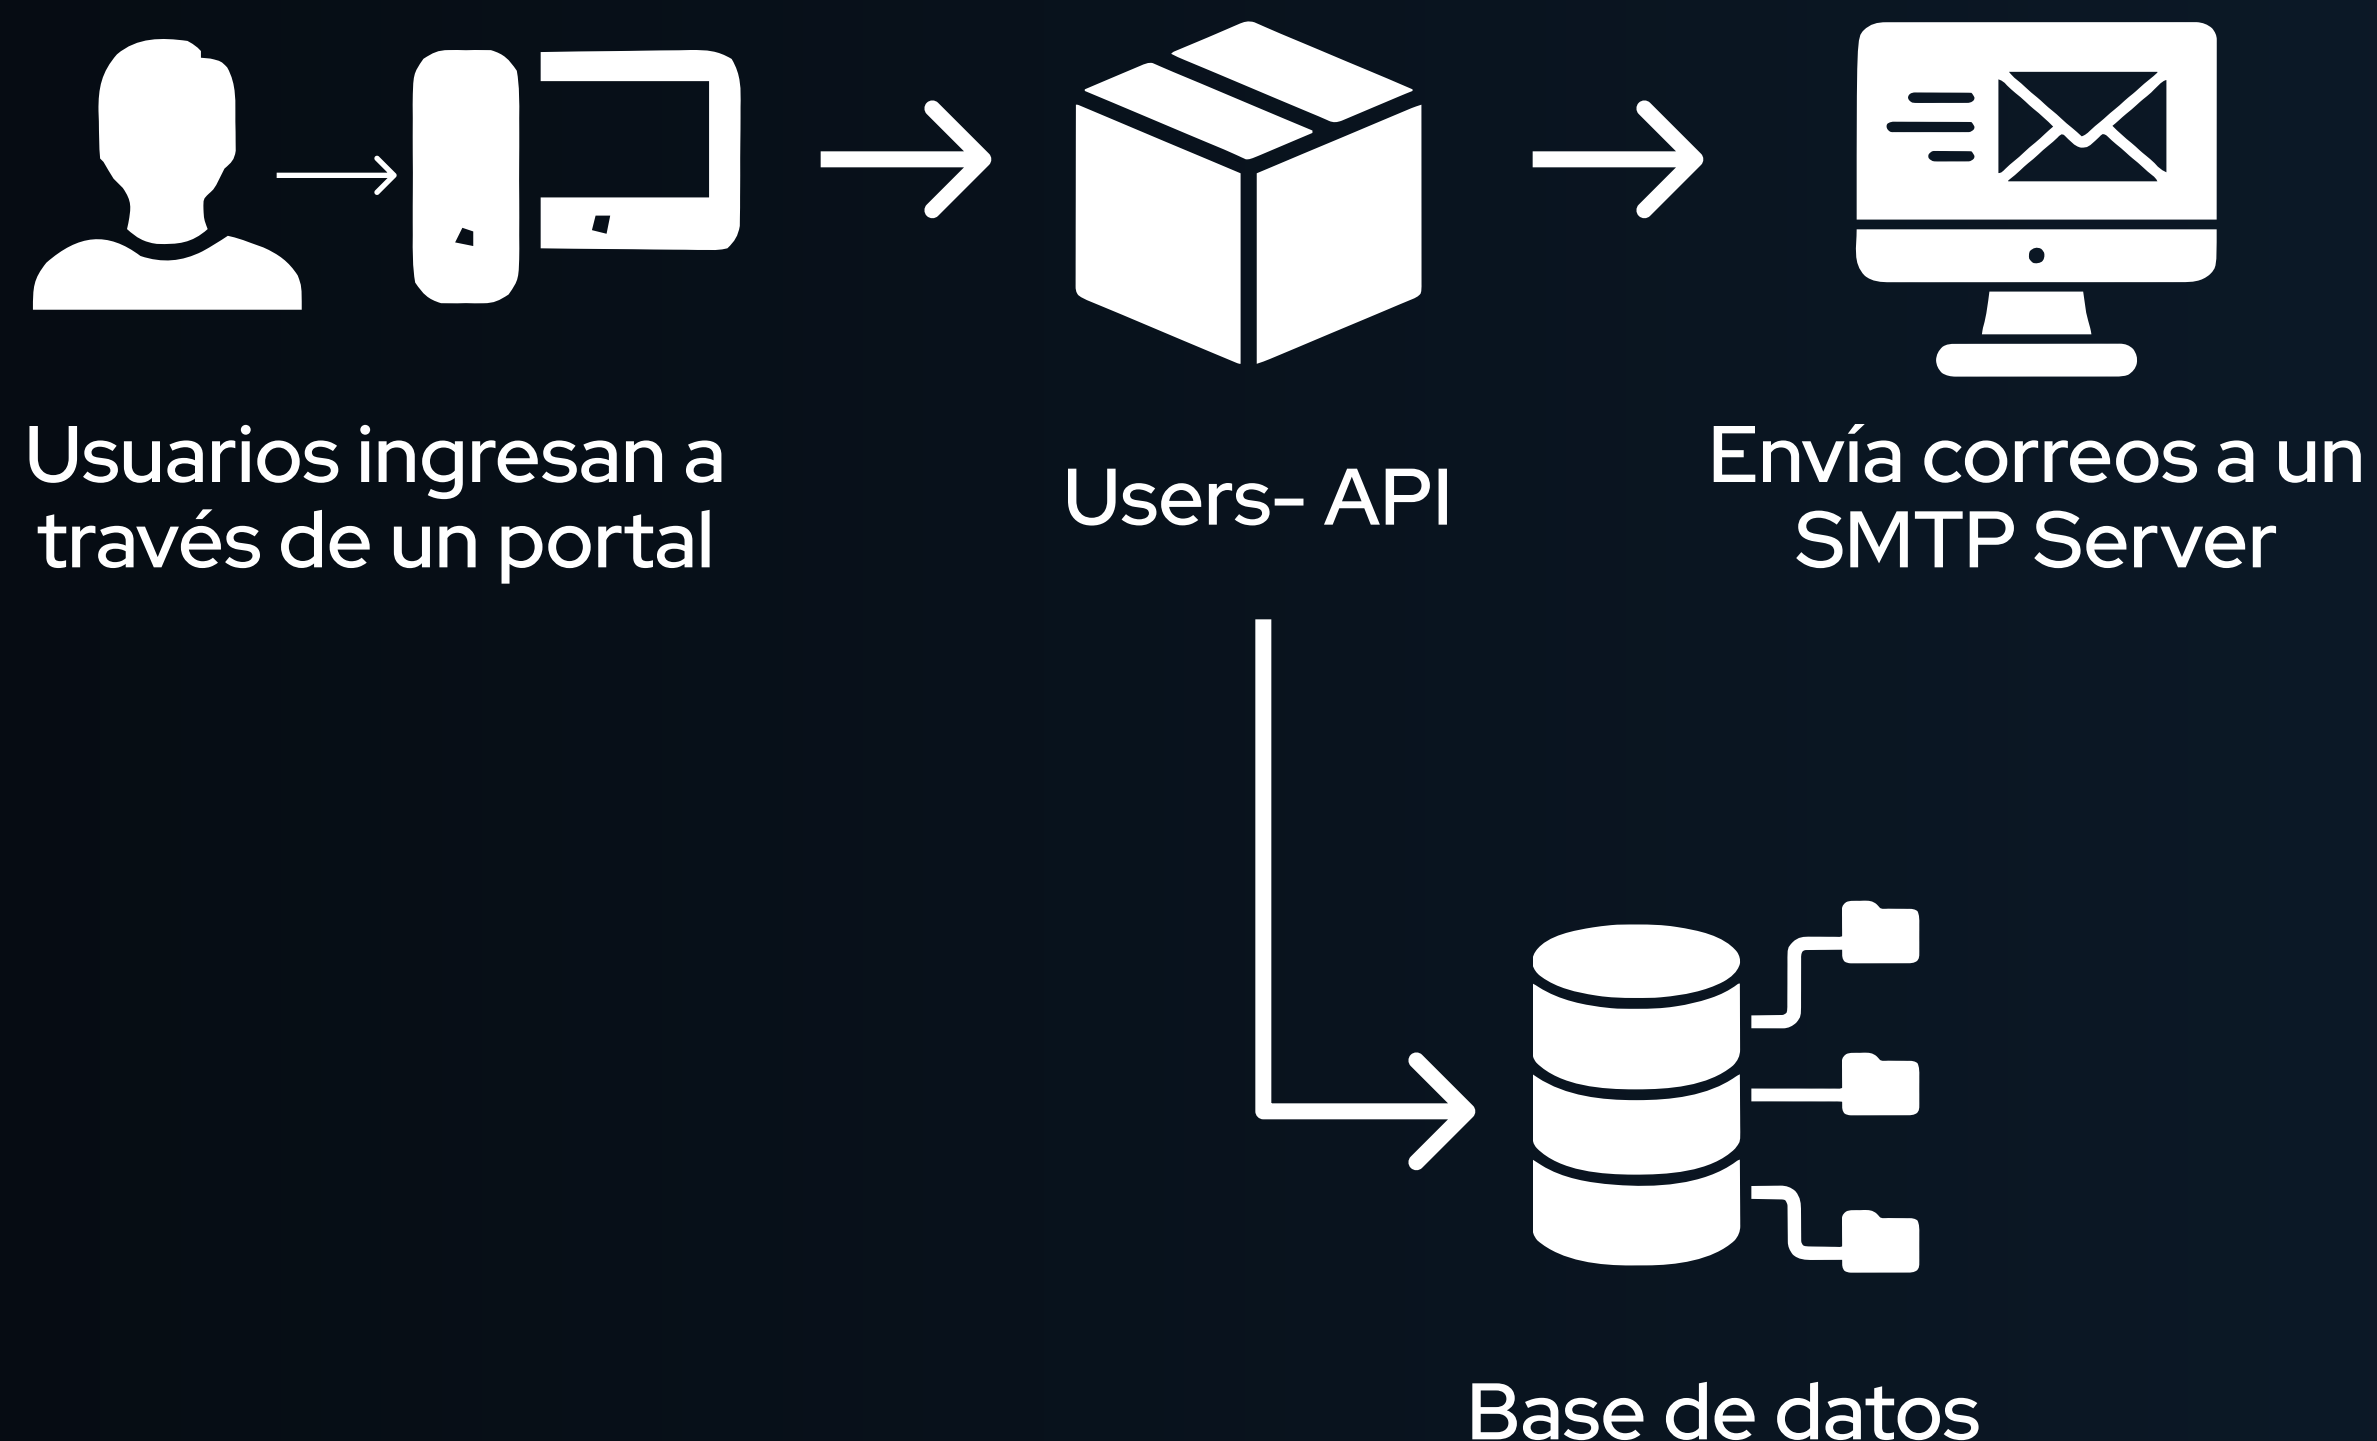 Usuarios ingresan a
través de un portal
Users- API
Envía correos a un
SMTP Server
Base de datos